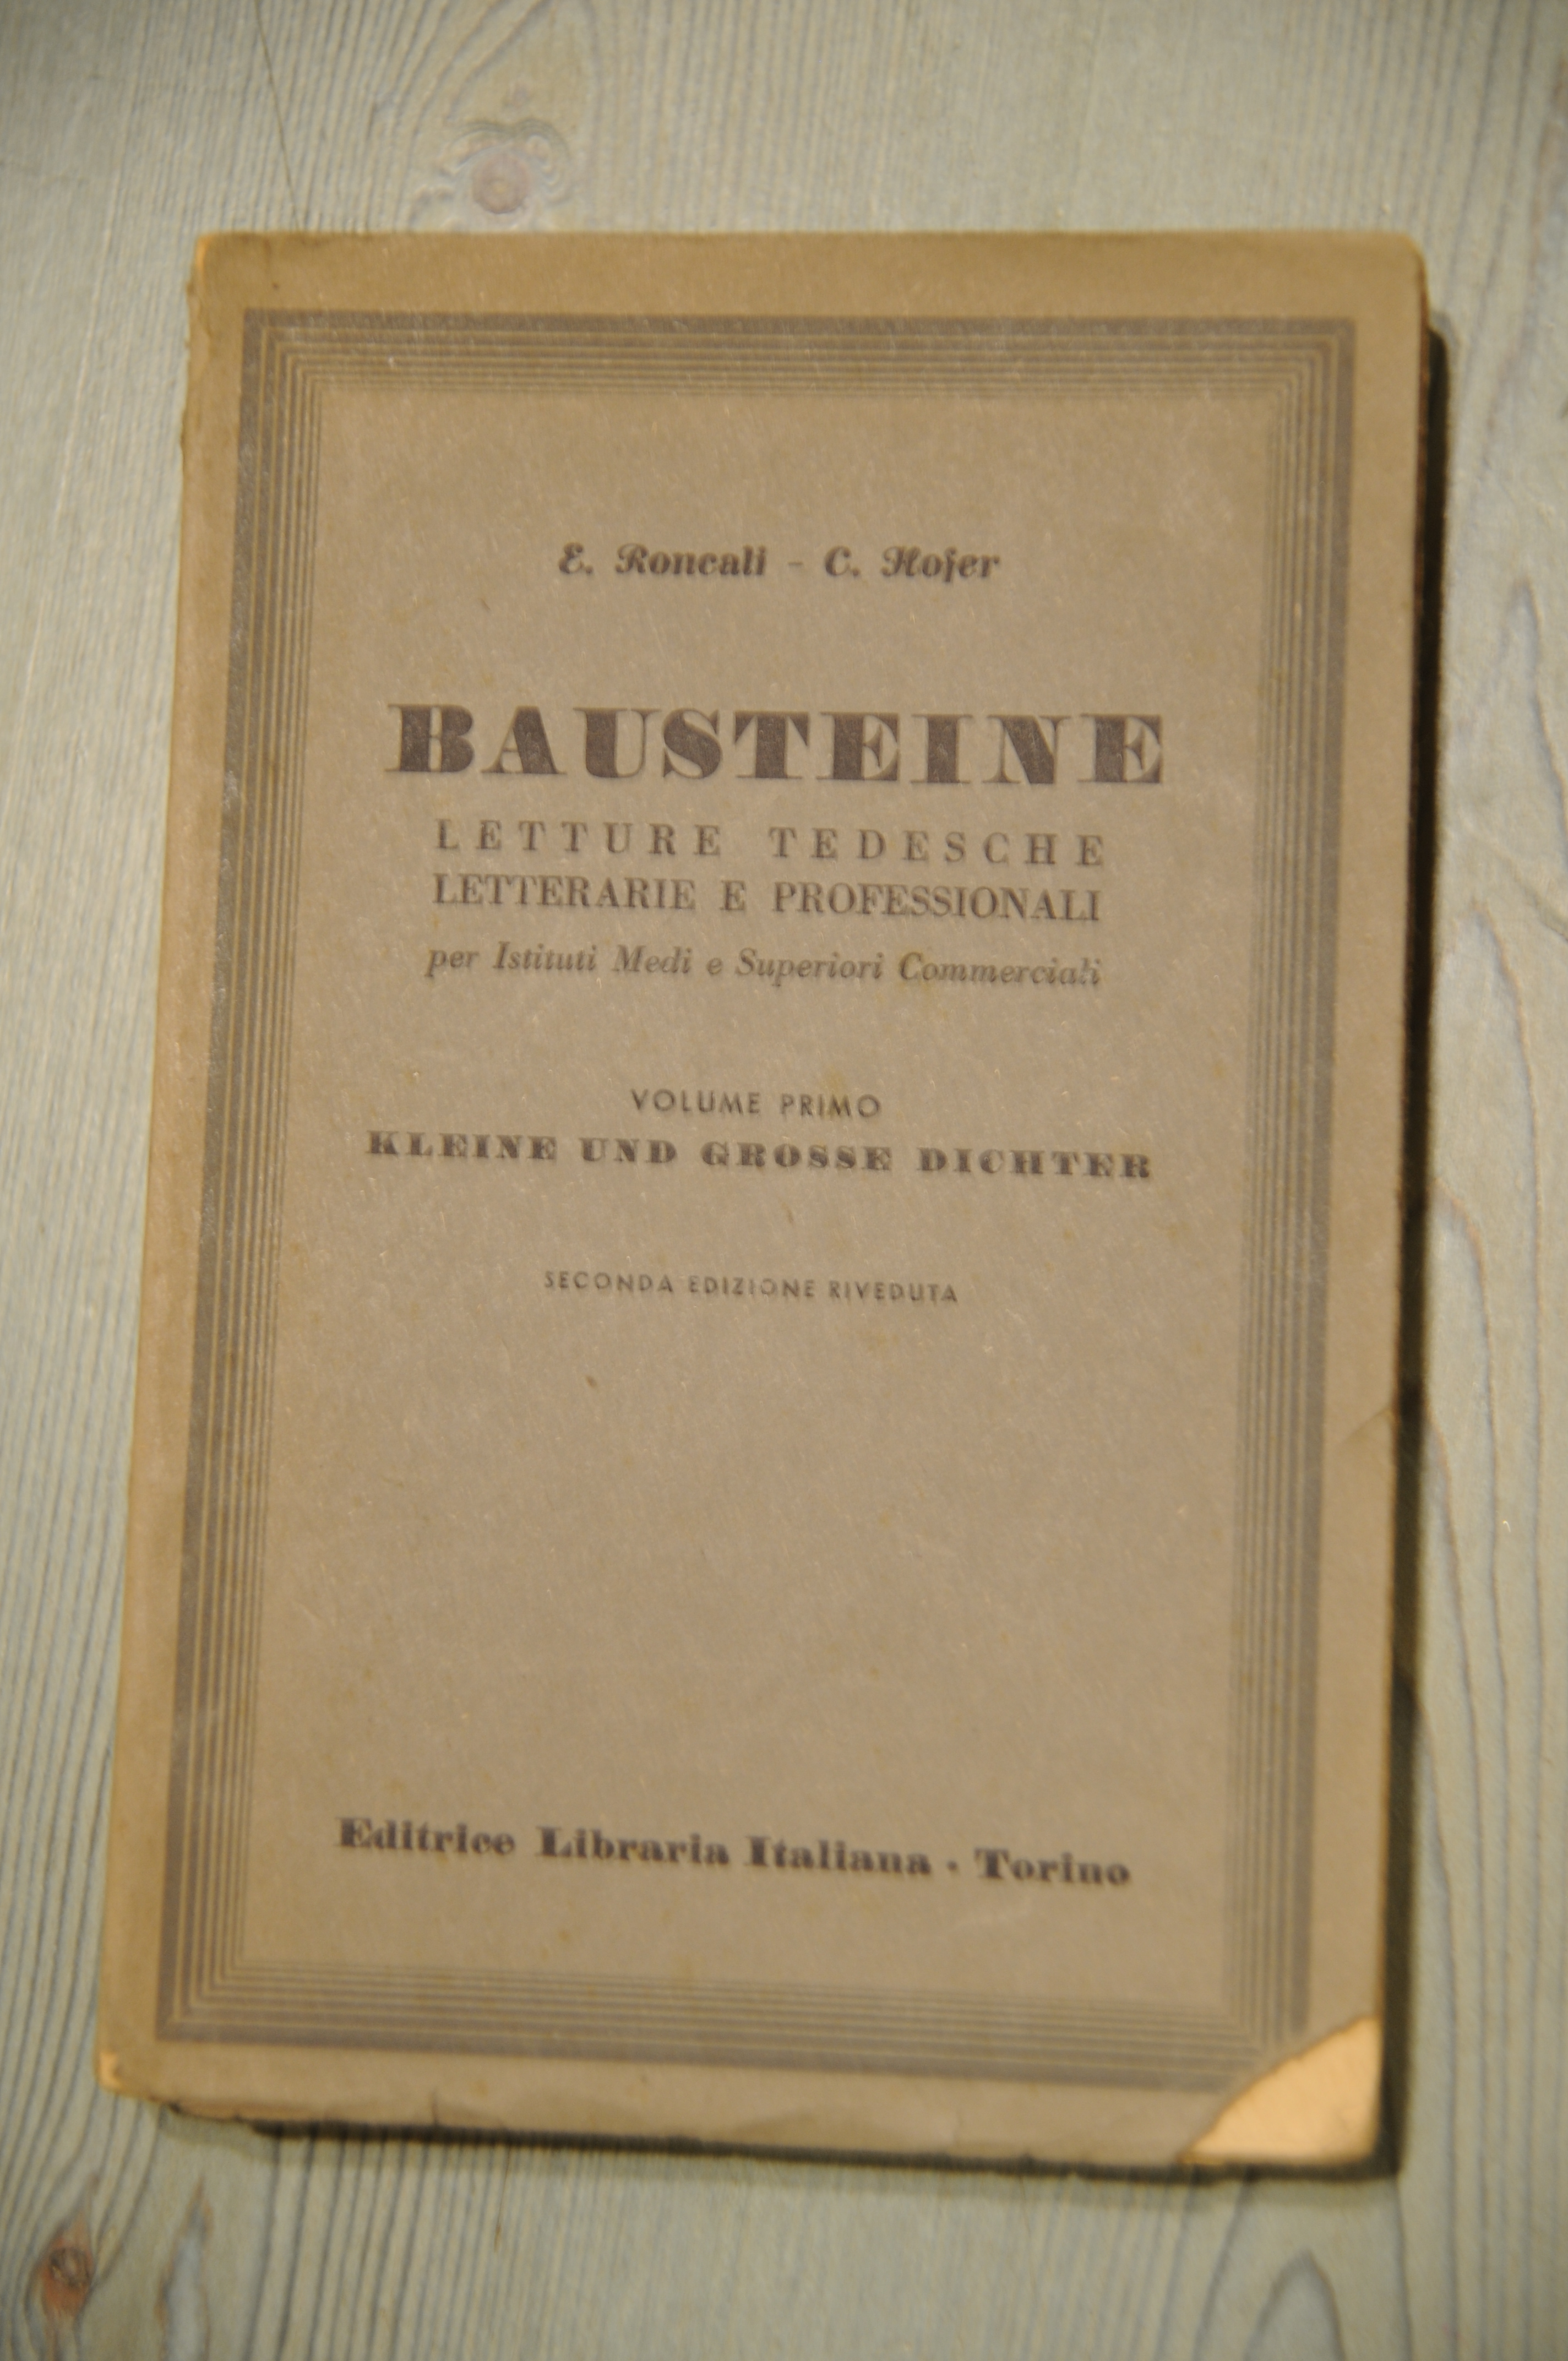 E. Roncali - C. Hofer
BAUSTEINE
LETTURE TEDESCHE
LETTERARIE E PROFESSIONALI
per Istituti Medi e Superiori Commerciali
VOLUME PRIMO
KLEINE UND GROSSE DICHTER
SECONDA EDIZIONE RIVEDUTA
Editrice Libraria Italiana · Torino